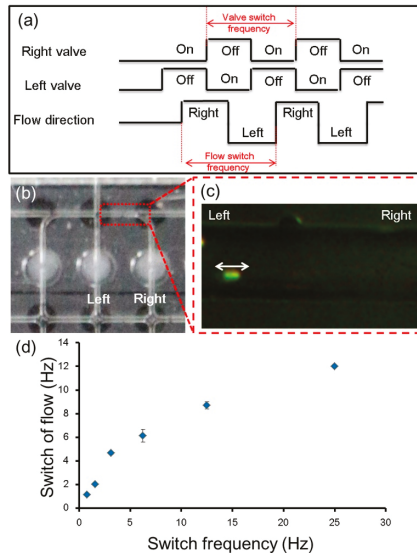 (a)
Valve switch
frequency
Right valve On Off On Off On
Left valve Off On Off On Off
Flow direction Right Left Right Left
Flow switch
frequency
(b)
Left Right
(c)
Left Right
(d)
Switch of flow (Hz)
14
12
10
8
6
4
2
0
0 5 10 15 20 25 30
Switch frequency (Hz)